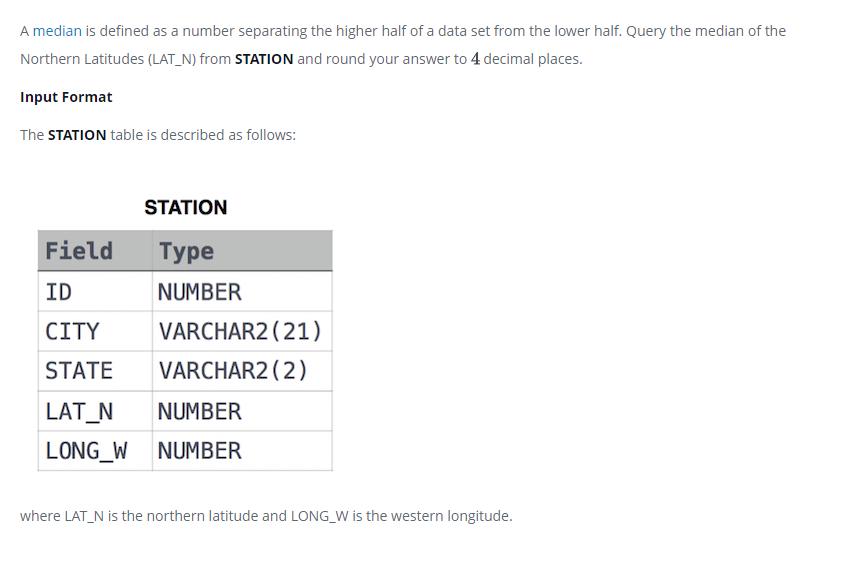 A median is defined as a number separating the higher half of a data set from the lower half. Query the median of the
Northern Latitudes (LAT_N) from STATION and round your answer to 4 decimal places.
Input Format
The STATION table is described as follows:
STATION
Field Type
ID NUMBER
CITY VARCHAR2(21)
STATE VARCHAR2(2)
LAT_N NUMBER
LONG_W NUMBER
where LAT_N is the northern latitude and LONG_W is the western longitude.